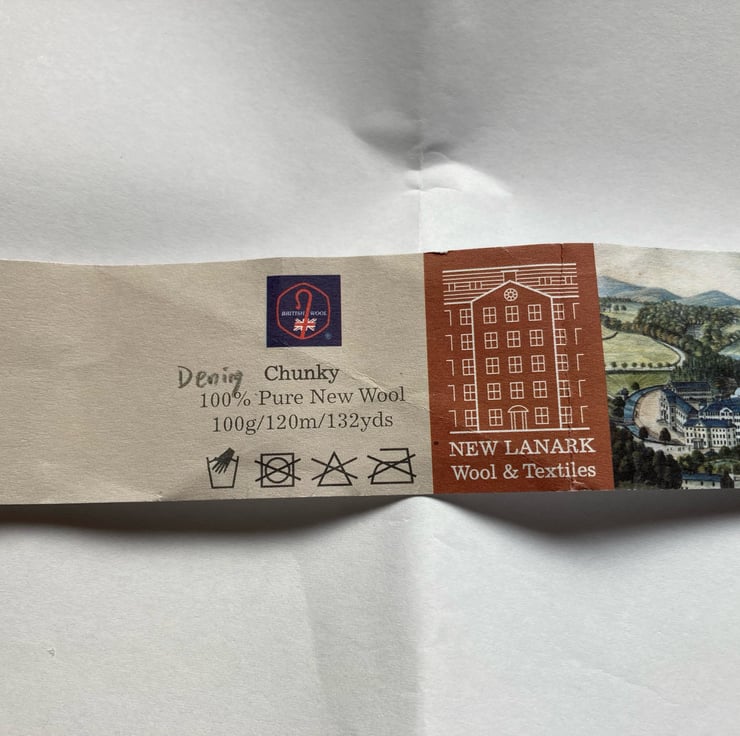 BRITISH WOOL
®
Denim Chunky
100% Pure New Wool
100g/120m/132yds
NEW LANARK
Wool & Textiles